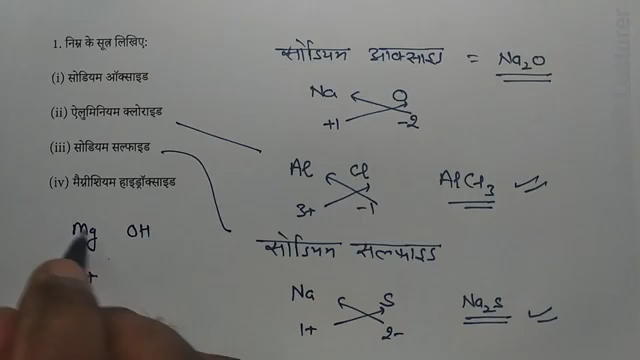 1. निम्न के सूत्र लिखिए:
(i) सोडियम ऑक्साइड
(ii) ऐलुमिनियम क्लोराइड
(iii) सोडियम सल्फाइड
(iv) मैग्नीशियम हाइड्रॉक्साइड
Mg OH
+
सोडियम आक्साइड = Na2O
Na O
+1 -2
Al Cl
3+ -1
AlCl3
सोडियम सल्फाइड
Na S
1+ 2-
Na2S